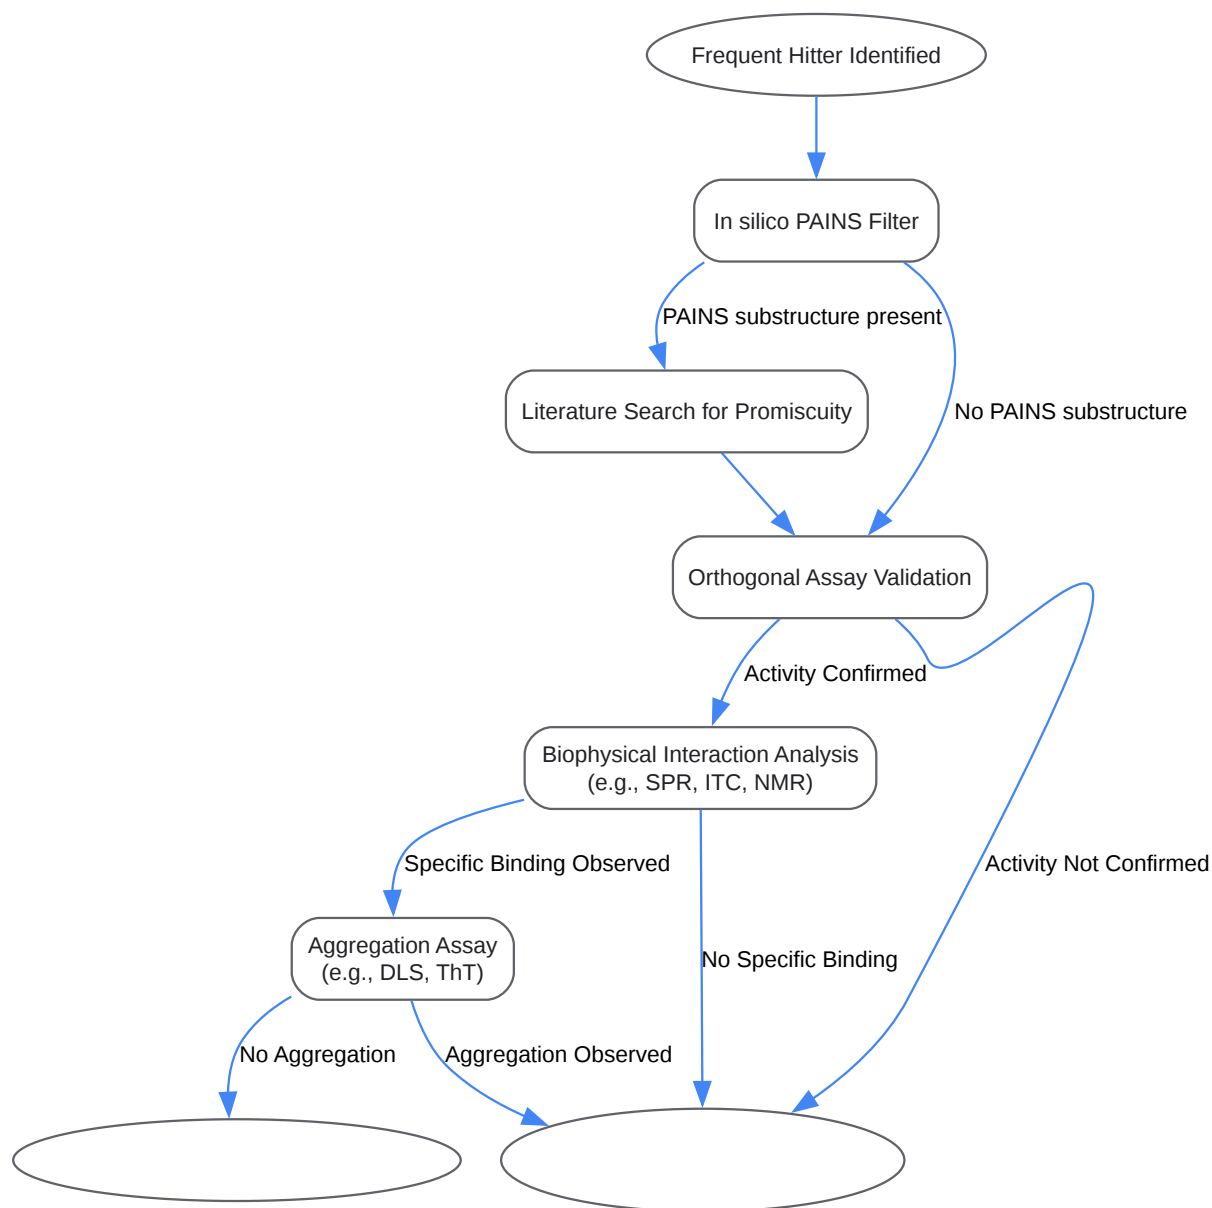 Frequent Hitter Identified
In silico PAINS Filter
PAINS substructure present
Literature Search for Promiscuity
No PAINS substructure
Orthogonal Assay Validation
Activity Confirmed
Biophysical Interaction Analysis
(e.g., SPR, ITC, NMR)
Specific Binding Observed
Activity Not Confirmed
Aggregation Assay
(e.g., DLS, ThT)
No Specific Binding
No Aggregation
Aggregation Observed